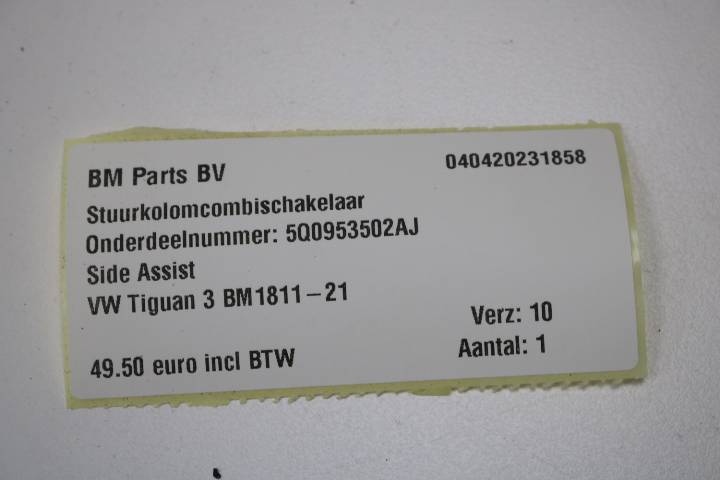 BM Parts BV 040420231858
Stuurkolomcombischakelaar
Onderdeelnummer: 5Q0953502AJ
Side Assist
VW Tiguan 3 BM1811-21
Verz: 10
49.50 euro incl BTW Aantal: 1